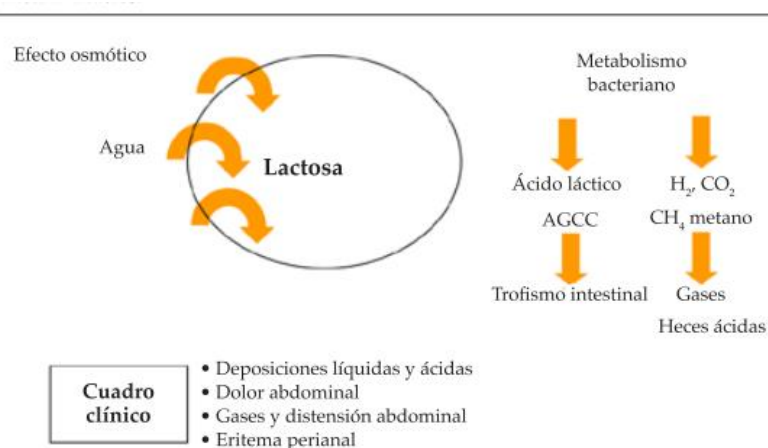 Efecto osmótico
Agua
Lactosa
Metabolismo
bacteriano
Ácido láctico
AGCC
Trofismo intestinal
H₂, CO₂
CH₄ metano
Gases
Heces ácidas
Cuadro
clínico
• Deposiciones líquidas y ácidas
• Dolor abdominal
• Gases y distensión abdominal
• Eritema perianal